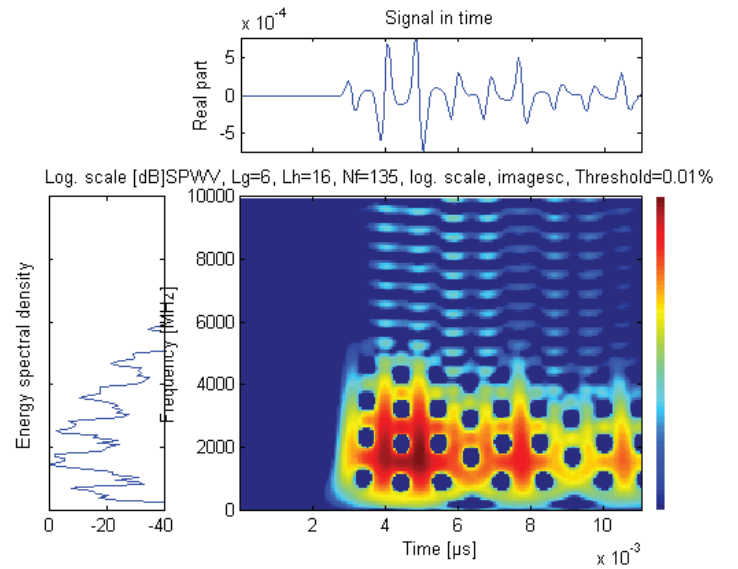 x 10⁻⁴
Signal in time
Real part
5
0
-5
Log. scale [dB]SPWV, Lg=6, Lh=16, Nf=135, log. scale, imagesc, Threshold=0.01%
Energy spectral density
0
-20
-40
Frequency [MHz]
10000
8000
6000
4000
2000
0
2
4
6
8
10
Time [µs]
x 10⁻³